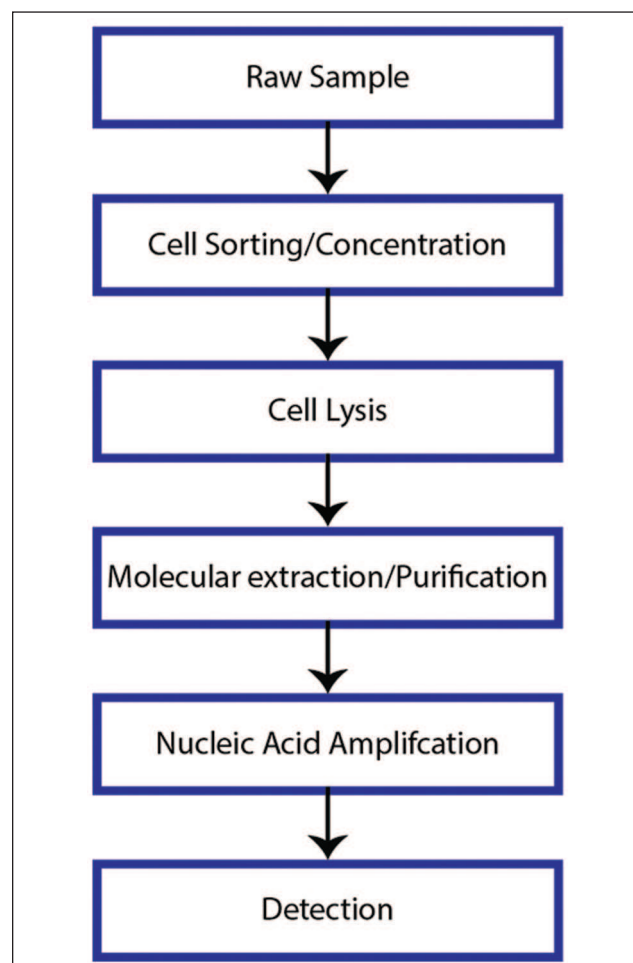 Raw Sample
Cell Sorting/Concentration
Cell Lysis
Molecular extraction/Purification
Nucleic Acid Amplifcation
Detection